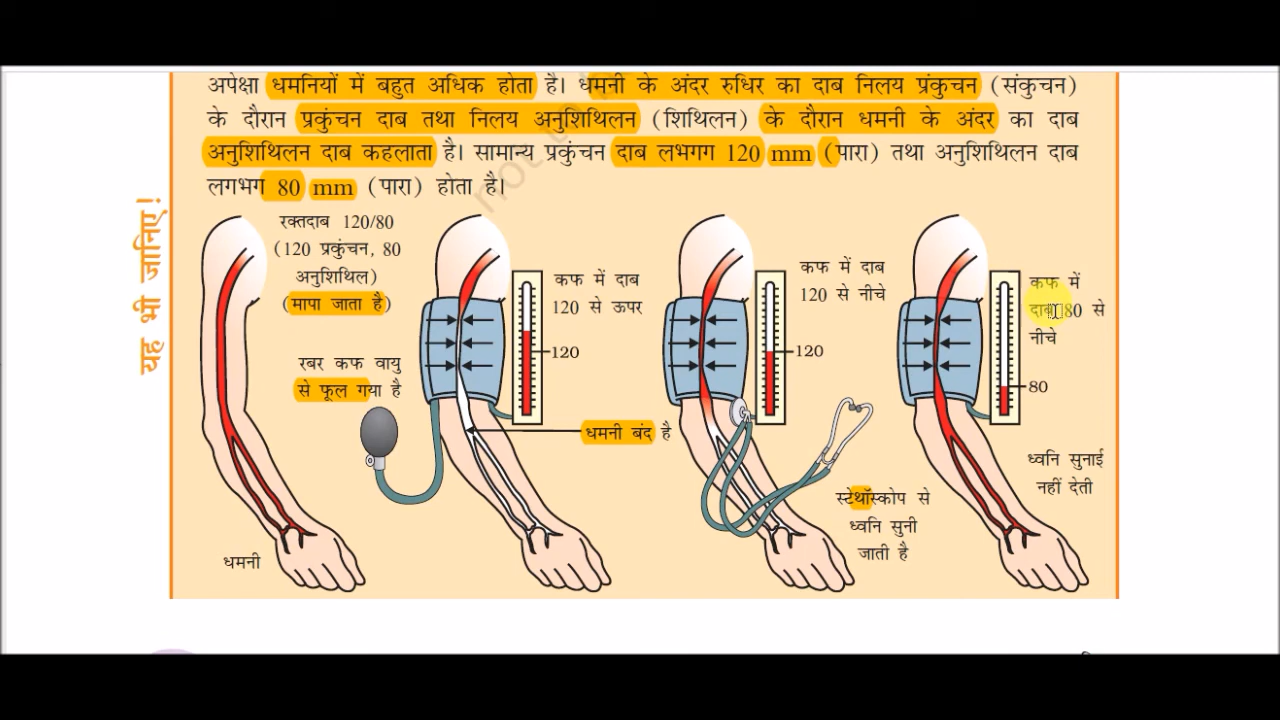 अपेक्षा धमनियों में बहुत अधिक होता है। धमनी के अंदर रुधिर का दाब निलय प्रंकुचन (संकुचन)
के दौरान प्रकुंचन दाब तथा निलय अनुशिथिलन (शिथिलन) के दौरान धमनी के अंदर का दाब
अनुशिथिलन दाब कहलाता है। सामान्य प्रकुंचन दाब लभगग 120 mm (पारा) तथा अनुशिथिलन दाब
लगभग 80 mm (पारा) होता है।
यह भी जानिए!
रक्तदाब 120/80
(120 प्रकुंचन, 80
अनुशिथिल)
(मापा जाता है)
रबर कफ वायु
से फूल गया है
धमनी
कफ में दाब
120 से ऊपर
120
धमनी बंद है
कफ में दाब
120 से नीचे
120
स्टेथॉस्कोप से
ध्वनि सुनी
जाती है
कफ में
दाब 80 से
नीचे
80
ध्वनि सुनाई
नहीं देती
not to